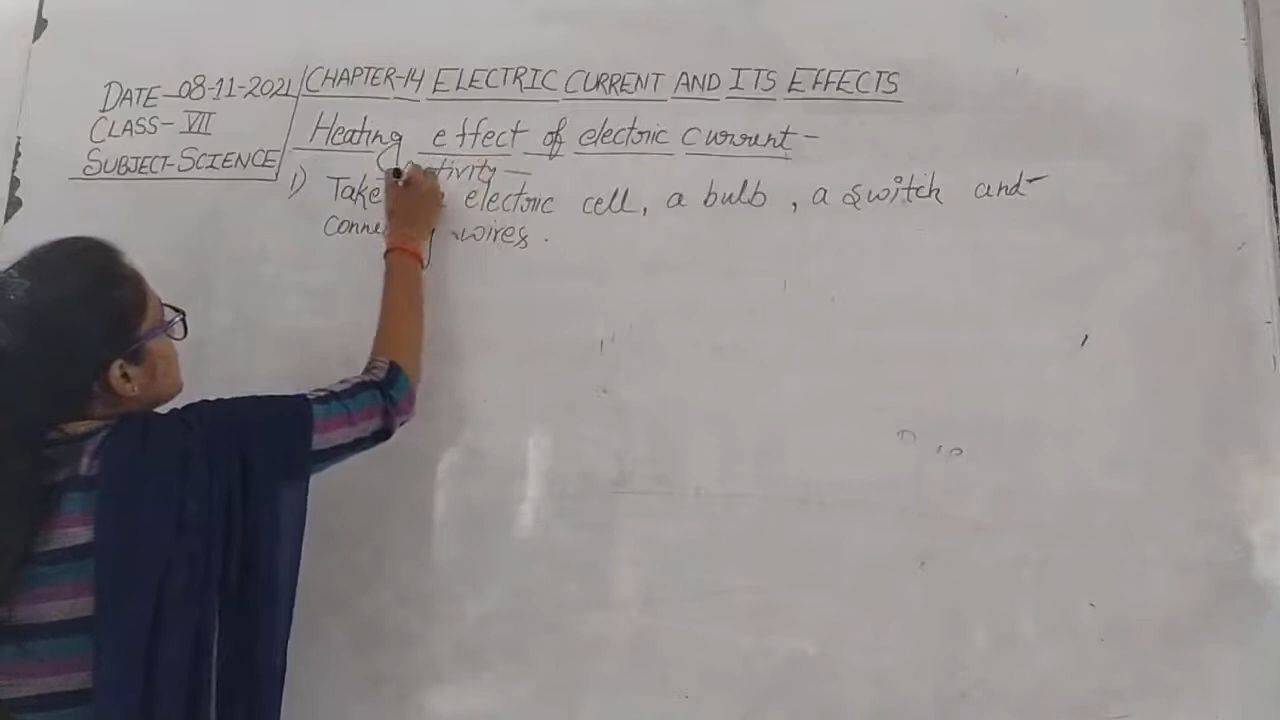 DATE-08-11-2021 CHAPTER-14 ELECTRIC CURRENT AND ITS EFFECTS
CLASS-VII
SUBJECT-SCIENCE
Heating effect of electric current-
1) Take electric cell, a bulb, a switch and-
wires.